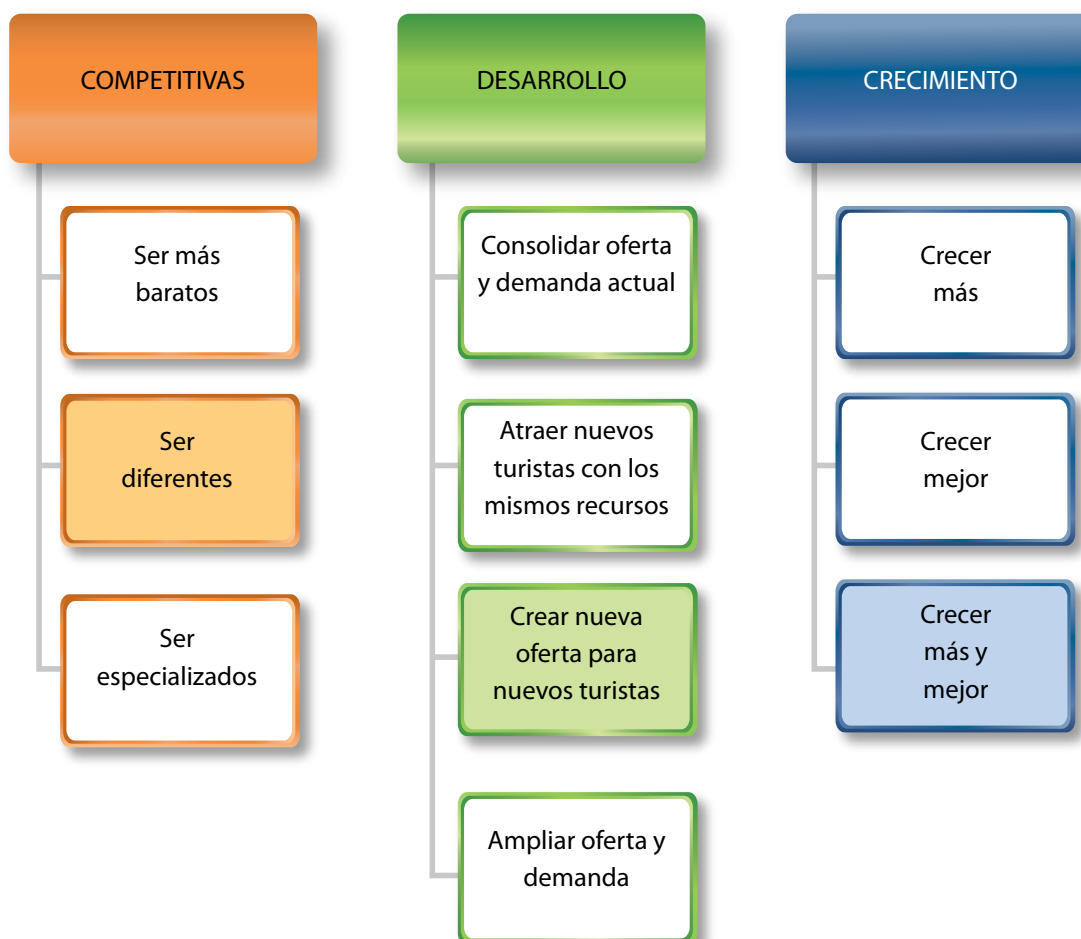 COMPETITIVAS
Ser más
baratos
Ser
diferentes
Ser
especializados
DESARROLLO
Consolidar oferta
y demanda actual
Atraer nuevos
turistas con los
mismos recursos
Crear nueva
oferta para
nuevos turistas
Ampliar oferta y
demanda
CRECIMIENTO
Crecer
más
Crecer
mejor
Crecer
más y
mejor